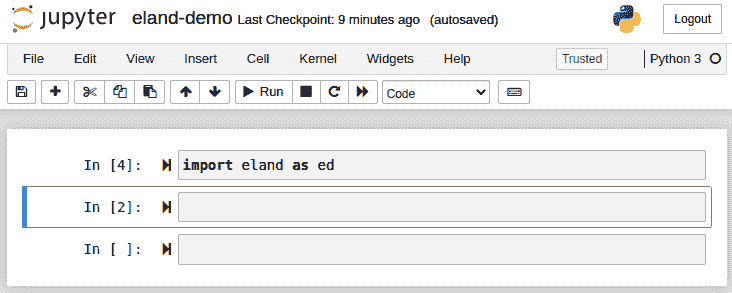 jupyter eland-demo Last Checkpoint: 9 minutes ago (autosaved) Logout
File Edit View Insert Cell Kernel Widgets Help Trusted Python 3
Run Code
In [4]: import eland as ed
In [2]:
In [ ]: